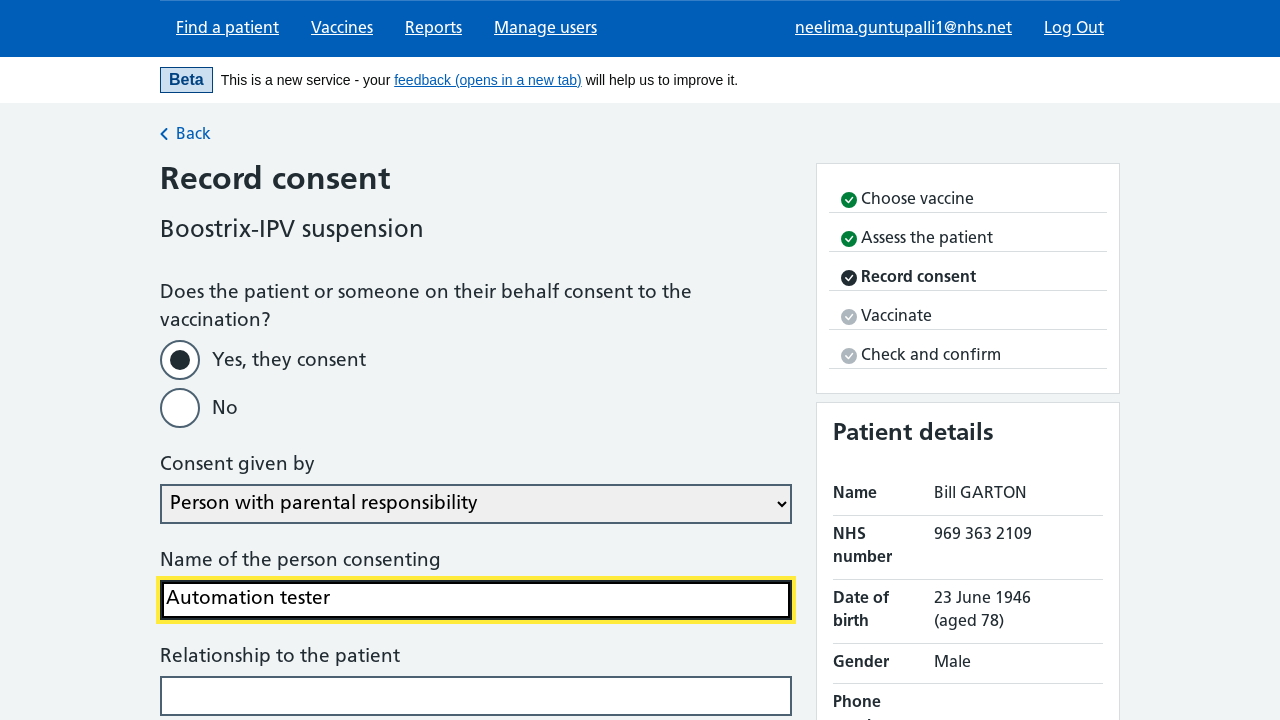 Find a patient Vaccines Reports Manage users neelima.guntupalli1@nhs.net Log Out
Beta This is a new service - your feedback (opens in a new tab) will help us to improve it.
Back
Record consent
Boostrix-IPV suspension
Does the patient or someone on their behalf consent to the
vaccination?
Yes, they consent
No
Consent given by
Person with parental responsibility
Name of the person consenting
Automation tester
Relationship to the patient
Choose vaccine
Assess the patient
Record consent
Vaccinate
Check and confirm
Patient details
Name Bill GARTON
NHS 969 363 2109
number
Date of 23 June 1946
birth (aged 78)
Gender Male
Phone